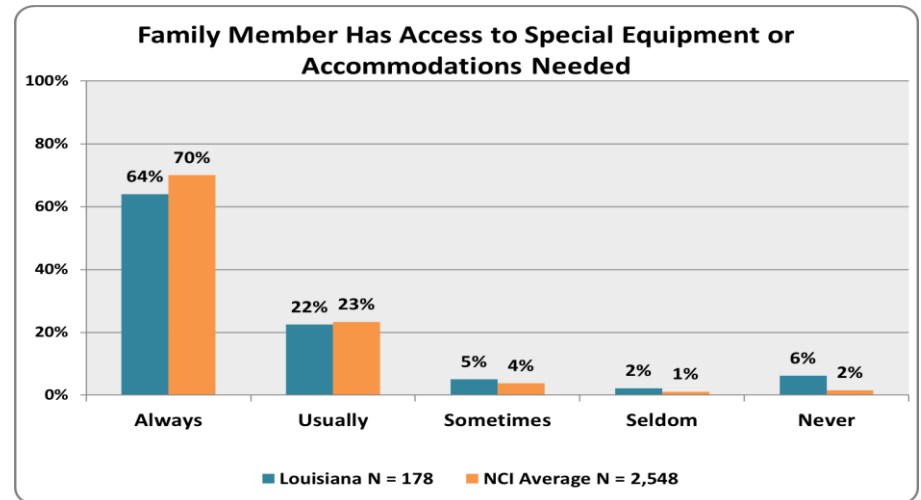 Family Member Has Access to Special Equipment or
Accommodations Needed
100%
80%
60%
40%
20%
0%
64%
70%
22%
23%
5%
4%
2%
1%
6%
2%
Always
Usually
Sometimes
Seldom
Never
Louisiana N = 178
NCI Average N = 2,548